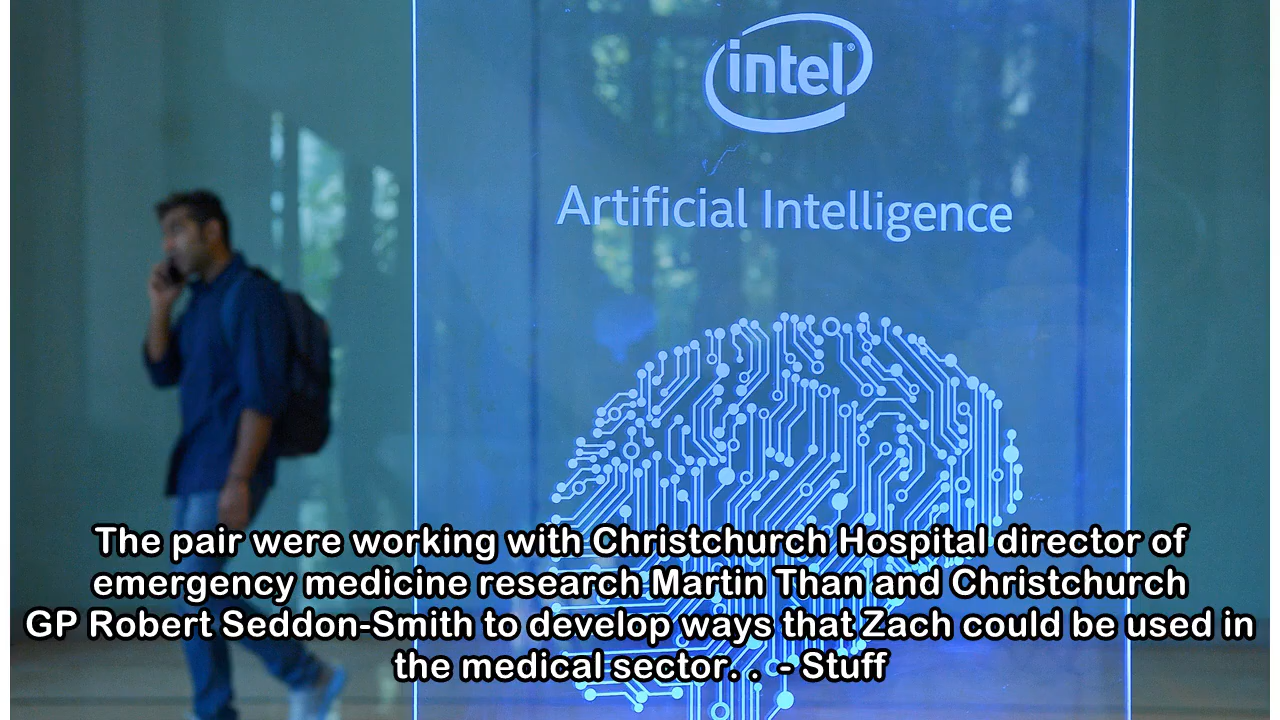 intel®
Artificial Intelligence
The pair were working with Christchurch Hospital director of
emergency medicine research Martin Than and Christchurch
GP Robert Seddon-Smith to develop ways that Zach could be used in
the medical sector. .  - Stuff